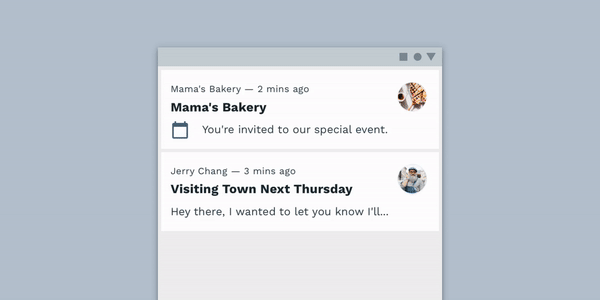 Mama's Bakery — 2 mins ago
Mama's Bakery
You're invited to our special event.
Jerry Chang — 3 mins ago
Visiting Town Next Thursday
Hey there, I wanted to let you know I'll...